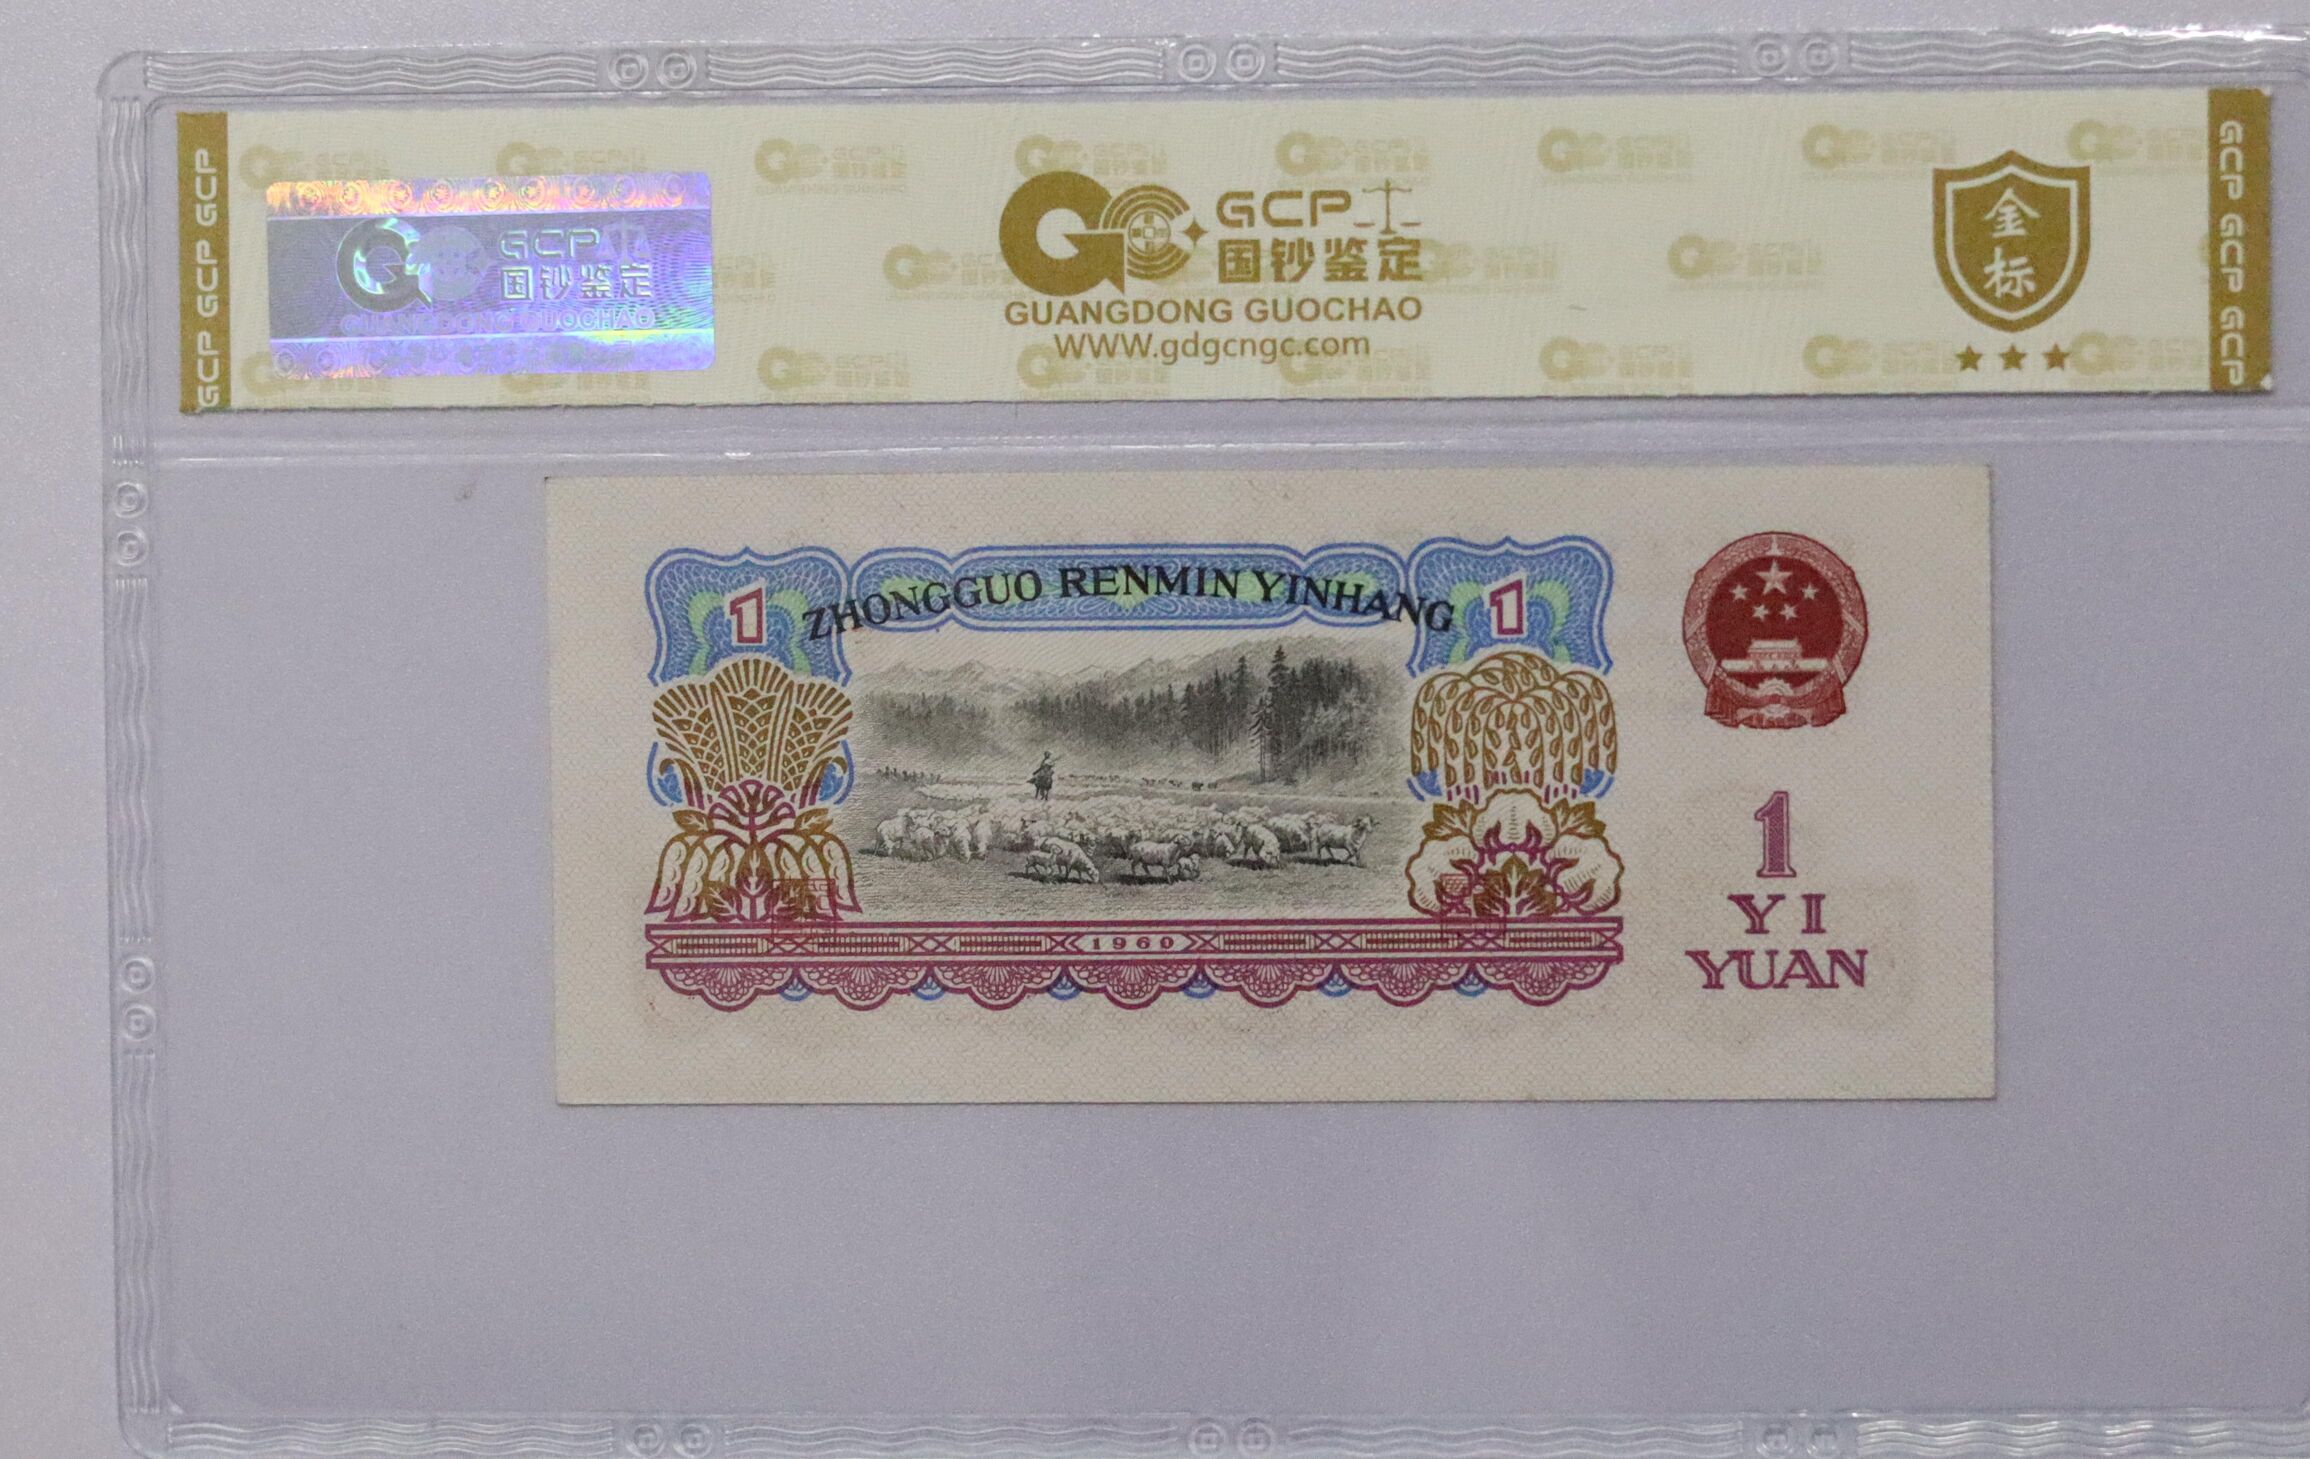 GCP GCP GCP
GCP
国钞鉴定
GUANGDONG GUOCHAO
GCP
国钞鉴定
GUANGDONG GUOCHAO
www.gdgcngc.com
金
标
GCP GCP GCP
1
ZHONGGUO RENMIN YINHANG
1
1960
1
YI
YUAN